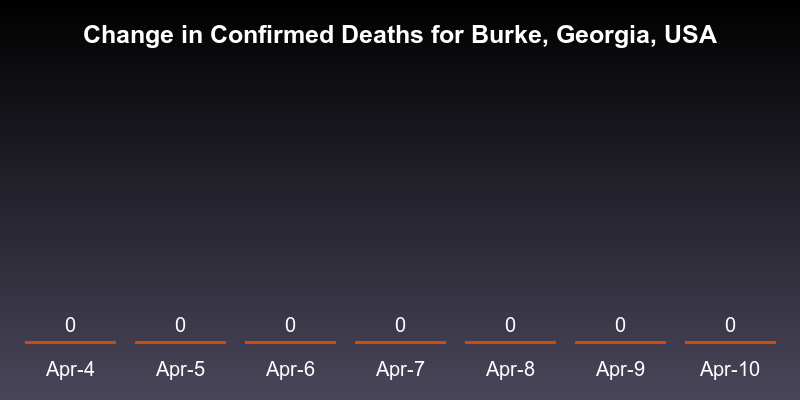 Change in Confirmed Deaths for Burke, Georgia, USA
0 0 0 0 0 0 0
Apr-4 Apr-5 Apr-6 Apr-7 Apr-8 Apr-9 Apr-10